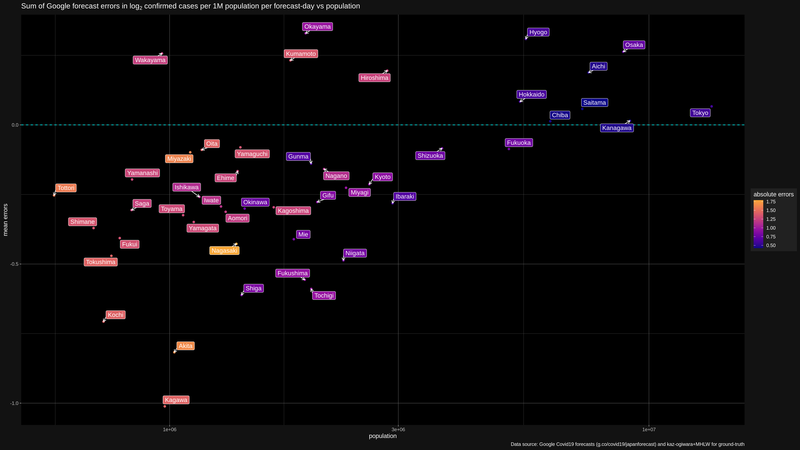 Sum of Google forecast errors in log2 confirmed cases per 1M population per forecast-day vs population
Okayama
Hyogo
Osaka
Kumamoto
Wakayama
Aichi
Hiroshima
Hokkaido
Saitama
Tokyo
Chiba
0.0
Kanagawa
Oita
Fukuoka
Yamaguchi
Gunma
Shizuoka
Miyazaki
Yamanashi
Ehime
Nagano
Kyoto
Tottori
Ishikawa
Miyagi
Gifu
Ibaraki
Saga
Iwate
Okinawa
Toyama
Kagoshima
Aomori
Shimane
Yamagata
Mie
Fukui
Nagasaki
Niigata
Tokushima
-0.5
Fukushima
Shiga
Tochigi
Kochi
Akita
Kagawa
-1.0
mean errors
1e+06
3e+06
1e+07
population
absolute errors
1.75
1.50
1.25
1.00
0.75
0.50
Data source: Google Covid19 forecasts (g.co/covid19/japanforecast) and kaz-ogiwara+MHLW for ground-truth